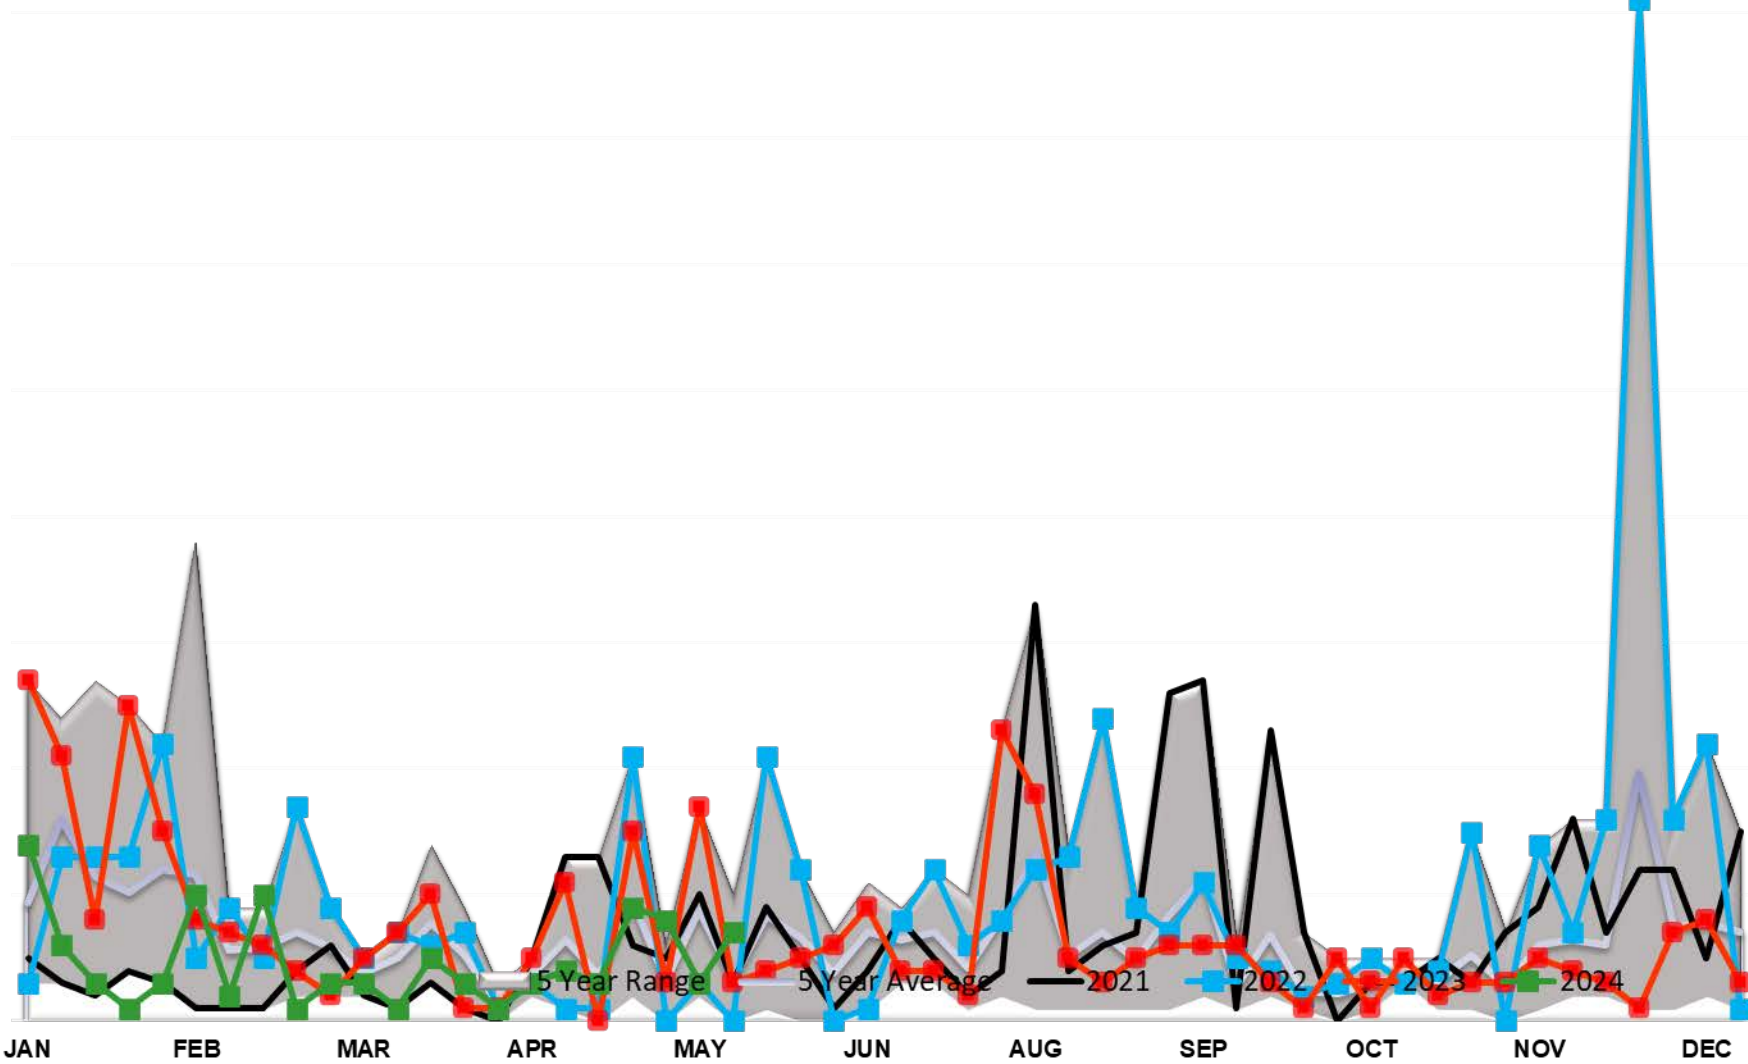 5 Year Range 5 Year Average 2021 2022 2023 2024
JAN FEB MAR APR MAY JUN AUG SEP OCT NOV DEC